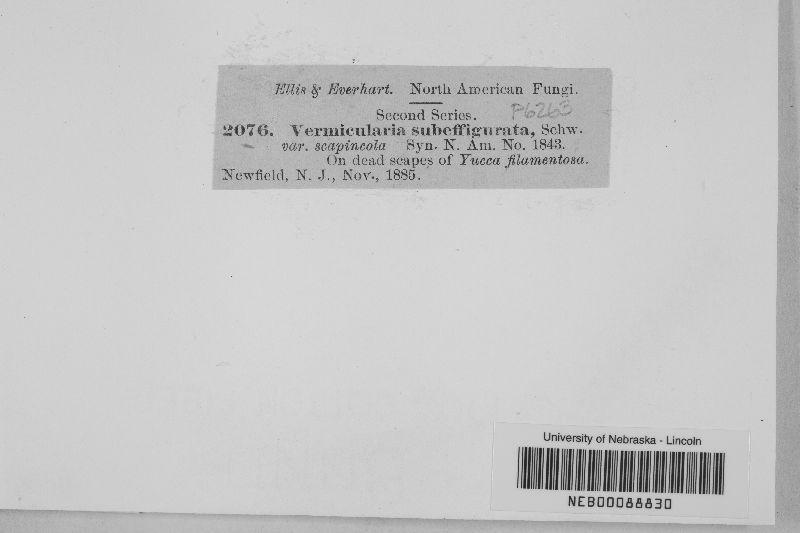 Ellis & Everhart. North American Fungi.
P6263
Second Series.
2076. Vermicularia subeffigurata, Schw.
var. scapincola Syn. N. Am. No. 1843.
On dead scapes of Yucca filamentosa.
Newfield, N. J., Nov., 1885.
University of Nebraska - Lincoln
NEB00088830